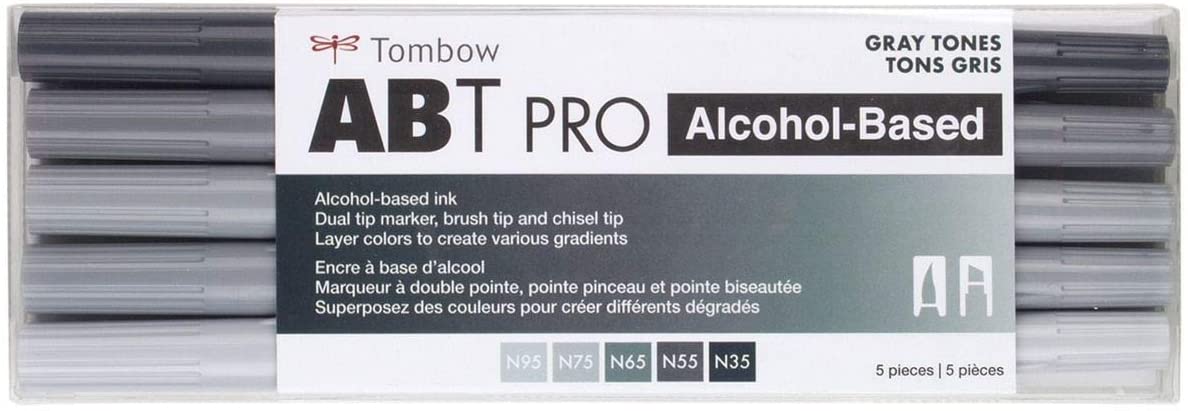 Tombow
GRAY TONES
TONS GRIS
ABT PRO Alcohol-Based
Alcohol-based ink
Dual tip marker, brush tip and chisel tip
Layer colors to create various gradients
Encre à base d'alcool
Marqueur à double pointe, pointe pinceau et pointe biseautée
Superposez des couleurs pour créer différents dégradés
N95 N75 N65 N55 N35
5 pieces | 5 pièces